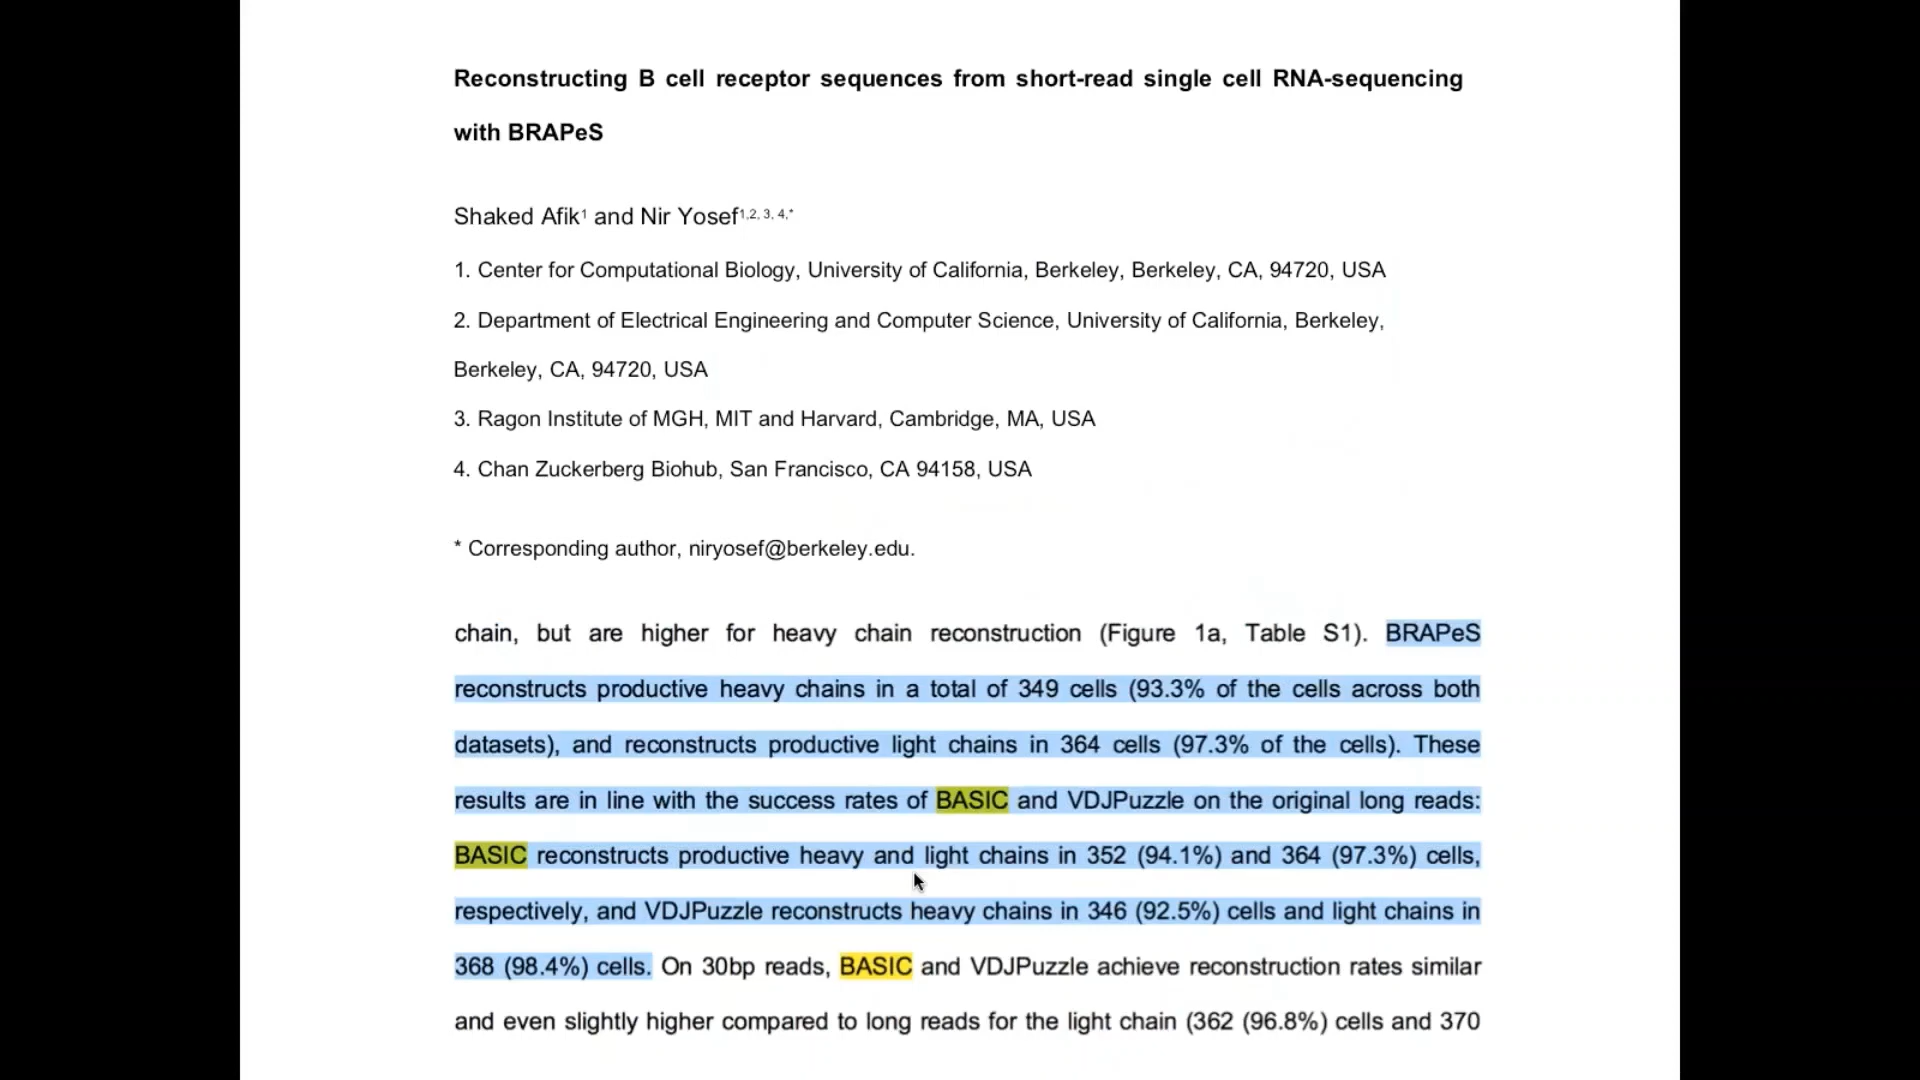 Reconstructing B cell receptor sequences from short-read single cell RNA-sequencing
with BRAPeS
Shaked Afik¹ and Nir Yosef¹,²,³,⁴,*
1. Center for Computational Biology, University of California, Berkeley, Berkeley, CA, 94720, USA
2. Department of Electrical Engineering and Computer Science, University of California, Berkeley,
Berkeley, CA, 94720, USA
3. Ragon Institute of MGH, MIT and Harvard, Cambridge, MA, USA
4. Chan Zuckerberg Biohub, San Francisco, CA 94158, USA
* Corresponding author, niryosef@berkeley.edu.
chain, but are higher for heavy chain reconstruction (Figure 1a, Table S1). BRAPeS
reconstructs productive heavy chains in a total of 349 cells (93.3% of the cells across both
datasets), and reconstructs productive light chains in 364 cells (97.3% of the cells). These
results are in line with the success rates of BASIC and VDJPuzzle on the original long reads:
BASIC reconstructs productive heavy and light chains in 352 (94.1%) and 364 (97.3%) cells,
respectively, and VDJPuzzle reconstructs heavy chains in 346 (92.5%) cells and light chains in
368 (98.4%) cells. On 30bp reads, BASIC and VDJPuzzle achieve reconstruction rates similar
and even slightly higher compared to long reads for the light chain (362 (96.8%) cells and 370